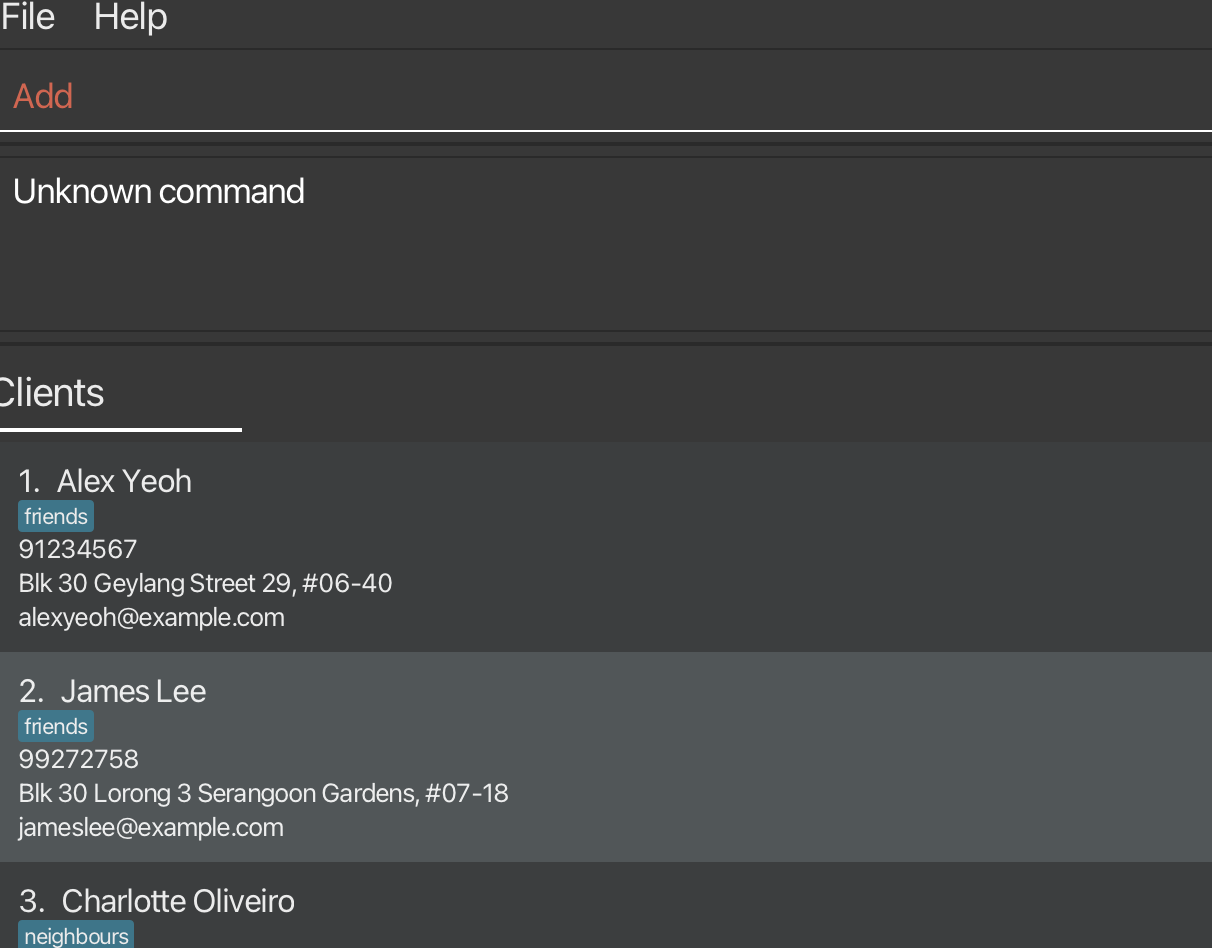 File Help
Add
Unknown command
Clients
1. Alex Yeoh
friends
91234567
Blk 30 Geylang Street 29, #06-40
alexyeoh@example.com
2. James Lee
friends
99272758
Blk 30 Lorong 3 Serangoon Gardens, #07-18
jameslee@example.com
3. Charlotte Oliveiro
neighbours